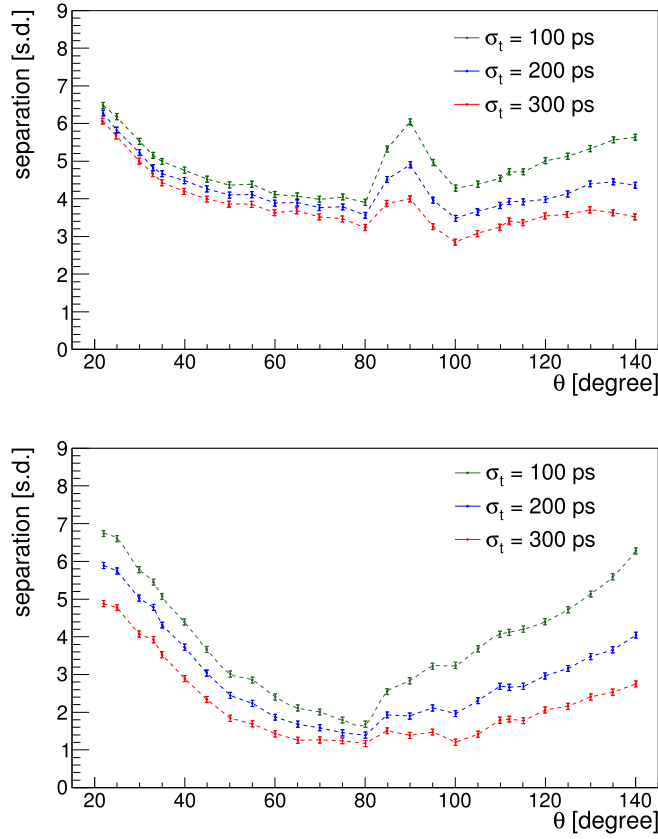 separation [s.d.]
9
8
7
6
5
4
3
2
1
0
σt = 100 ps
σt = 200 ps
σt = 300 ps
20 40 60 80 100 120 140
θ [degree]
separation [s.d.]
9
8
7
6
5
4
3
2
1
0
σt = 100 ps
σt = 200 ps
σt = 300 ps
20 40 60 80 100 120 140
θ [degree]